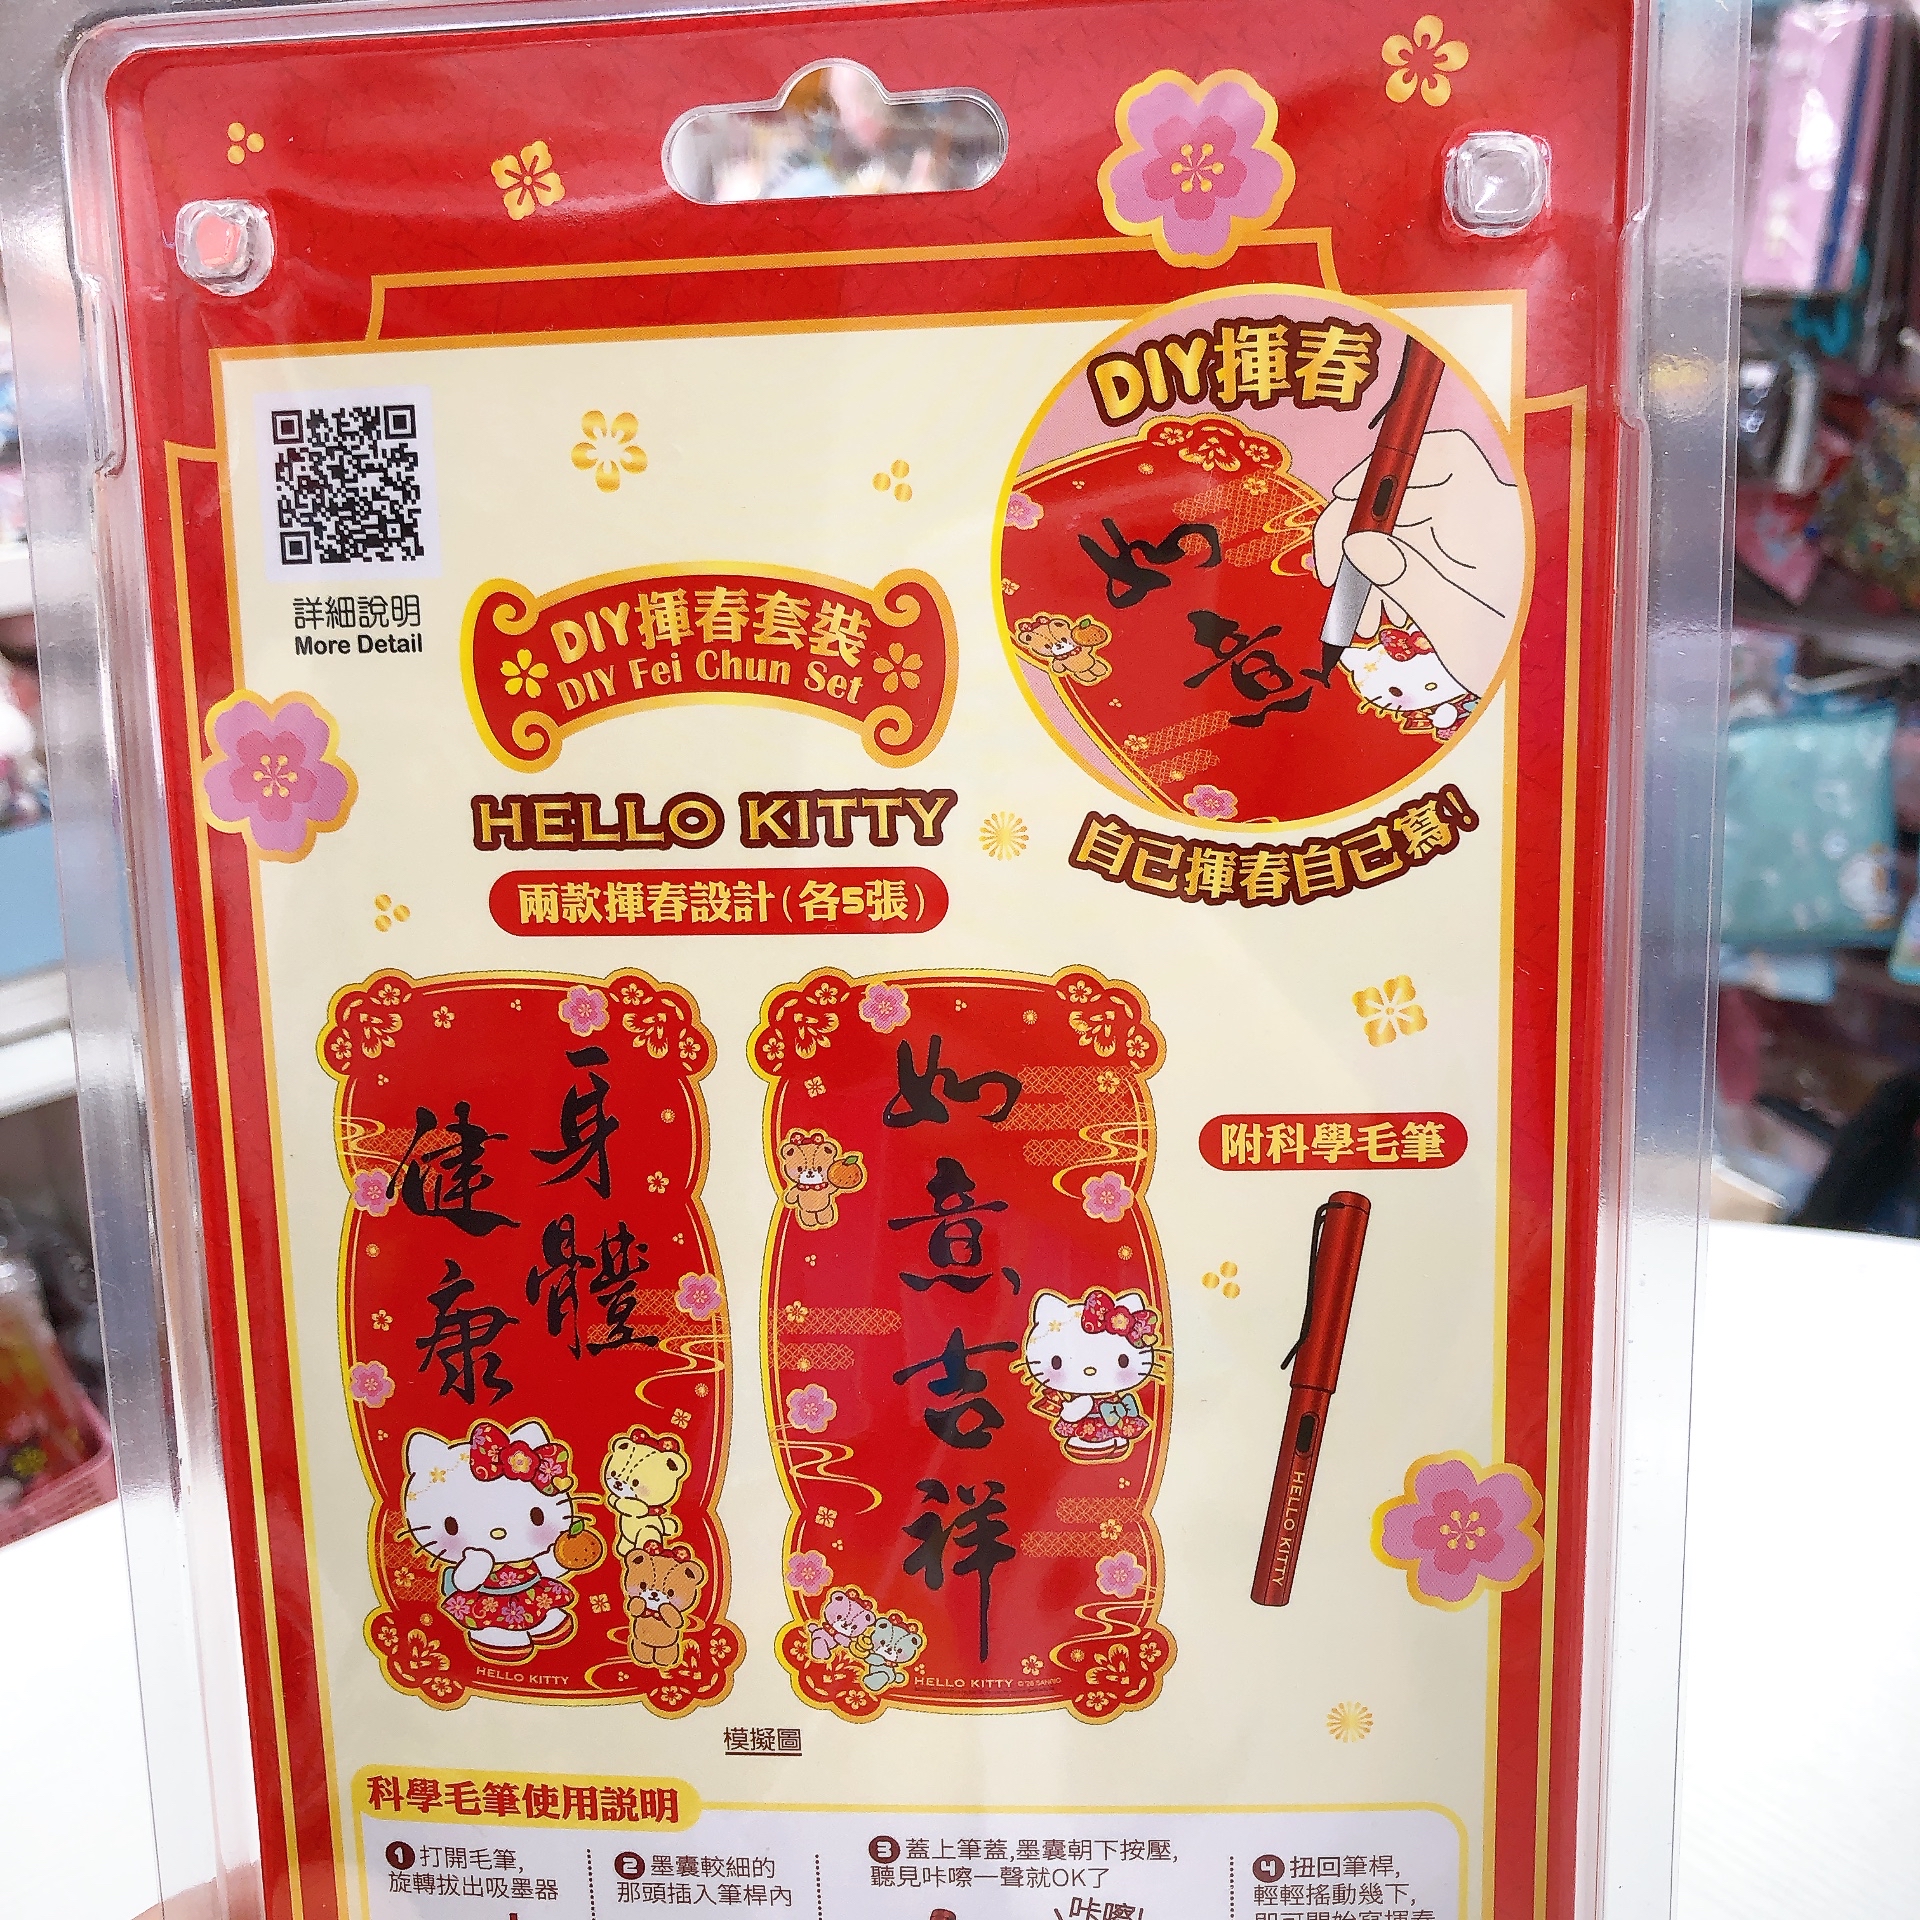 DIY揮春
如意
詳細說明
More Detail
DIY揮春套裝
DIY Fei Chun Set
HELLO KITTY
自己揮春自己寫!
兩款揮春設計(各5張)
身體
健康
HELLO KITTY
如意吉祥
HELLO KITTY
附科學毛筆
HELLO KITTY
模擬圖
科學毛筆使用説明
1 打開毛筆,
旋轉拔出吸墨器
2 墨囊較細的
那頭插入筆桿內
3 蓋上筆蓋,墨囊朝下按壓,
聽見咔嚓一聲就OK了
咔嚓!
4 扭回筆桿,
輕輕搖動幾下,